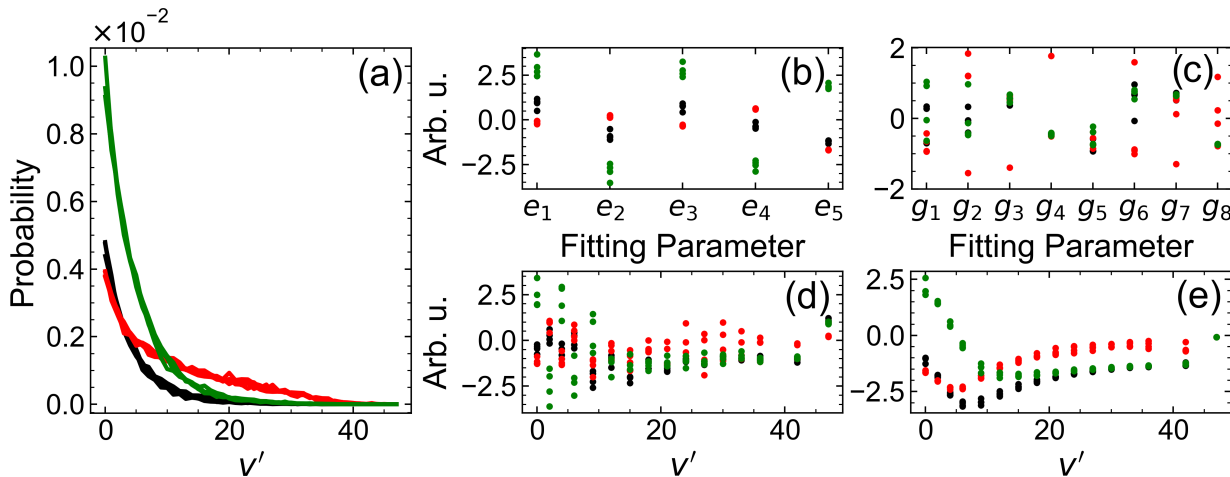 ×10⁻²
(a)
1.0
0.8
0.6
0.4
0.2
0.0
Probability
0
20
40
v′
(b)
2.5
0.0
−2.5
Arb. u.
e₁ e₂ e₃ e₄ e₅
Fitting Parameter
(c)
2
0
−2
g₁ g₂ g₃ g₄ g₅ g₆ g₇ g₈
Fitting Parameter
(d)
2.5
0.0
−2.5
Arb. u.
0 20 40
v′
(e)
2.5
0.0
−2.5
0 20 40
v′